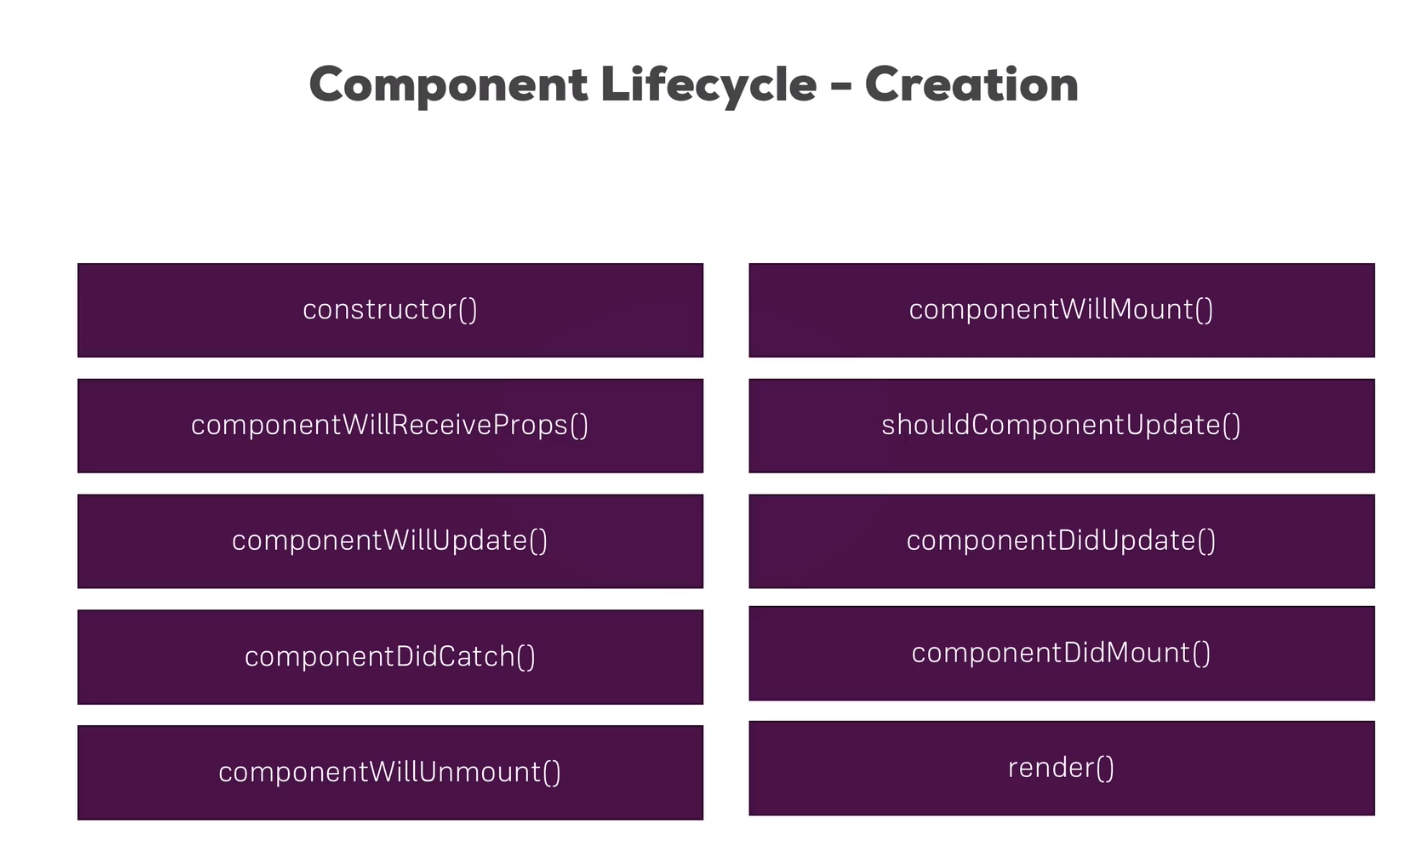 Component Lifecycle - Creation
constructor()
componentWillMount()
componentWillReceiveProps()
shouldComponentUpdate()
componentWillUpdate()
componentDidUpdate()
componentDidCatch()
componentDidMount()
componentWillUnmount()
render()